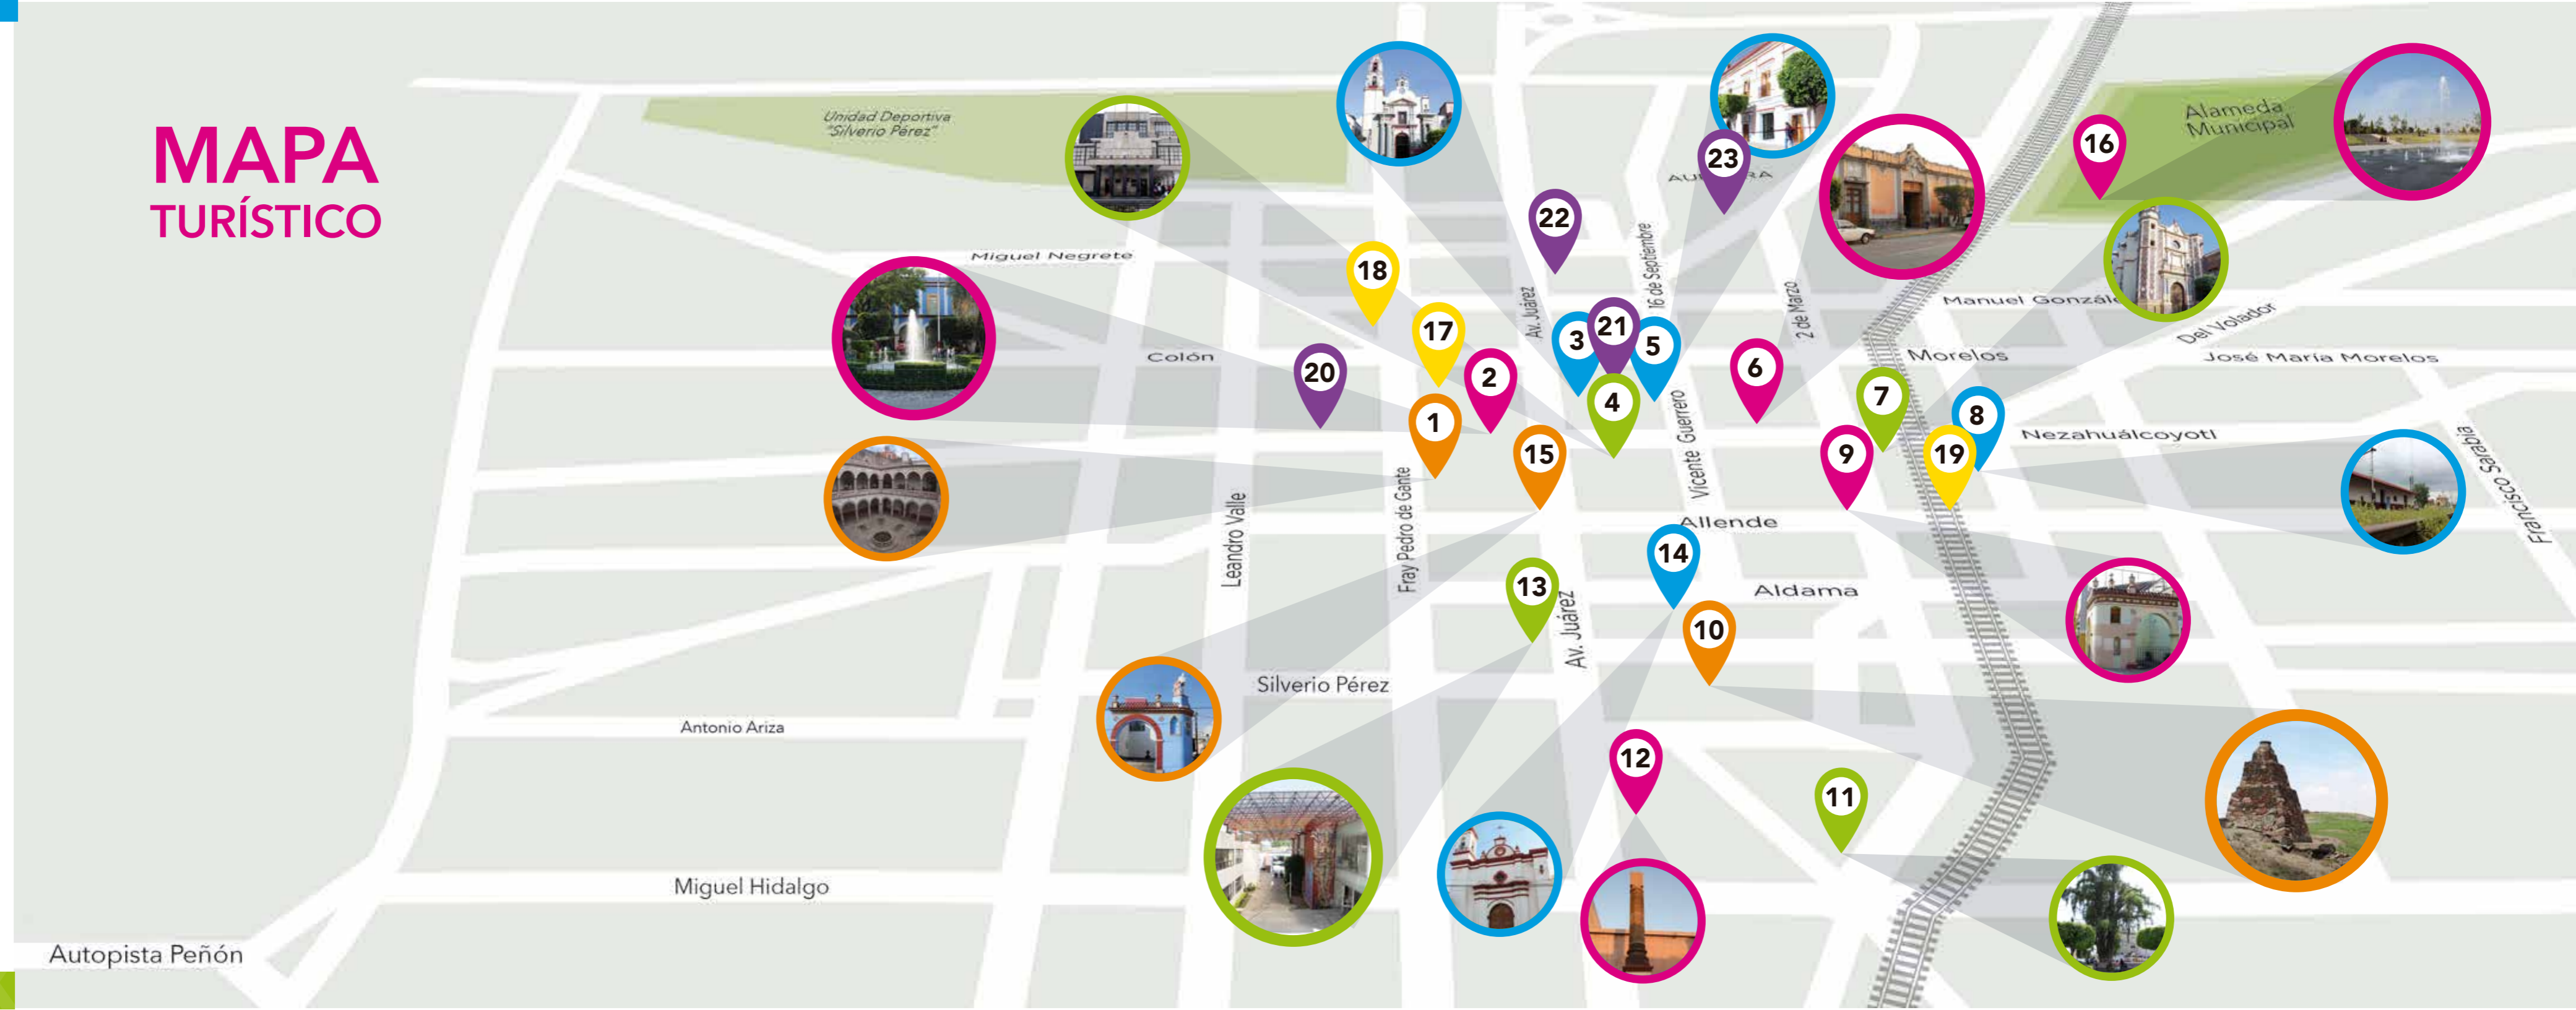 MAPA
TURÍSTICO
Unidad Deportiva
"Silverio Pérez"
Alameda
Municipal
16
23
22
Miguel Negrete
18
17
16 de Septiembre
2 de Marzo
Av. Juárez
Manuel
Del Volador
Colón
20
2
3
21
5
6
Morelos
José María Morelos
1
15
4
7
8
9
19
Nezahuálcoyotl
Francisco Sarabia
Vicente Guerrero
Leandro Valle
Fray Pedro de Gante
Allende
14
13
Aldama
10
Av. Juárez
Silverio Pérez
Antonio Ariza
12
11
Miguel Hidalgo
Autopista Peñón